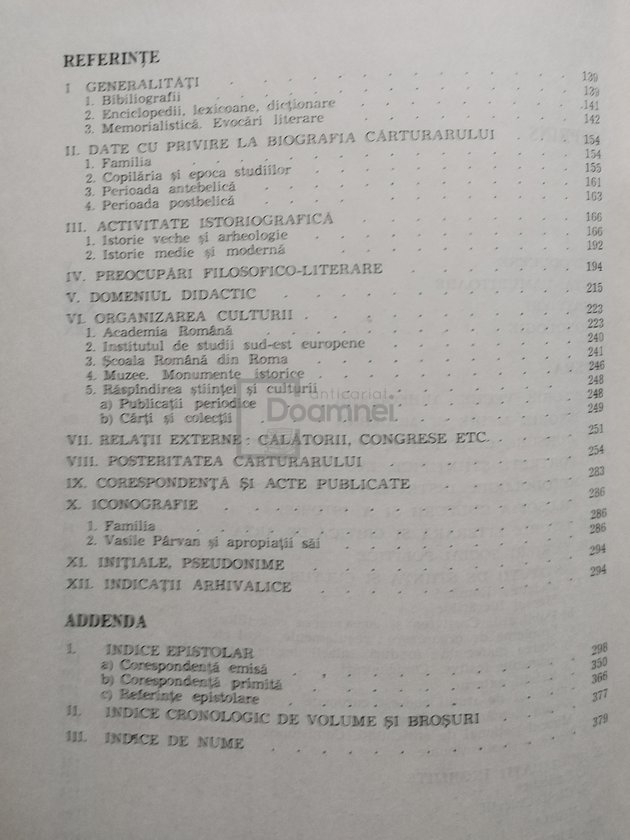 REFERINȚE
I GENERALITĂȚI . . . . . . . . . . 139
1. Bibiliografii . . . . . . . . . . 139
2. Enciclopedii, lexicoane, dicționare . . . . . . 141
3. Memorialistică. Evocări literare . . . . . . 142
II. DATE CU PRIVIRE LA BIOGRAFIA CĂRTURARULUI . . 154
1. Familia . . . . . . . . . . 154
2. Copilăria și epoca studiilor . . . . . . 155
3. Perioada antebelică . . . . . . . . 161
4. Perioada postbelică . . . . . . . . 163
III. ACTIVITATE ISTORIOGRAFICĂ . . . . . . 166
1. Istorie veche și arheologie . . . . . . 166
2. Istorie medie și modernă . . . . . . 192
IV. PREOCUPĂRI FILOSOFICO-LITERARE . . . . . 194
V. DOMENIUL DIDACTIC . . . . . . . . 215
VI. ORGANIZAREA CULTURII . . . . . . . 223
1. Academia Română . . . . . . . . 223
2. Institutul de studii sud-est europene . . . . . 240
3. Școala Română din Roma . . . . . . . 241
4. Muzee. Monumente istorice . . . . . . . 246
5. Răspîndirea științei și culturii . . . . . . 248
a) Publicații periodice . . . . . . . . 248
b) Cărți și colecții . . . . . . . . 249
anticariat
Doamnei
VII. RELAȚII EXTERNE : CĂLĂTORII, CONGRESE ETC. . . . 251
VIII. POSTERITATEA CĂRTURARULUI . . . . . . 254
IX. CORESPONDENȚĂ ȘI ACTE PUBLICATE . . . . . 283
X. ICONOGRAFIE . . . . . . . . . . 286
1. Familia . . . . . . . . . . 286
2. Vasile Pârvan și apropiații săi . . . . . . 286
XI. INIȚIALE, PSEUDONIME . . . . . . . 294
XII. INDICAȚII ARHIVALICE . . . . . . . 294
ADDENDA
I. INDICE EPISTOLAR . . . . . . . . 298
a) Corespondență emisă . . . . . . . 350
b) Corespondență primită . . . . . . . 366
c) Referințe epistolare . . . . . . . 377
II. INDICE CRONOLOGIC DE VOLUME ȘI BROȘURI . . . 379
III. INDICE DE NUME . . . . . . . .